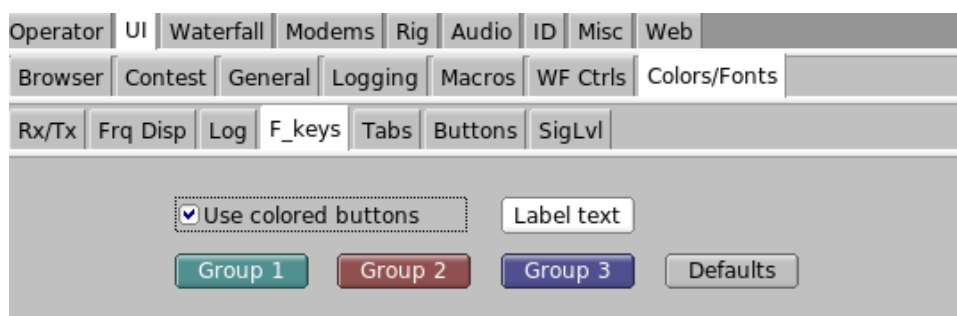 Operator UI Waterfall Modems Rig Audio ID Misc Web
Browser Contest General Logging Macros WF Ctrls Colors/Fonts
Rx/Tx Frq Disp Log F_keys Tabs Buttons SigLvl
Use colored buttons Label text
Group 1 Group 2 Group 3 Defaults